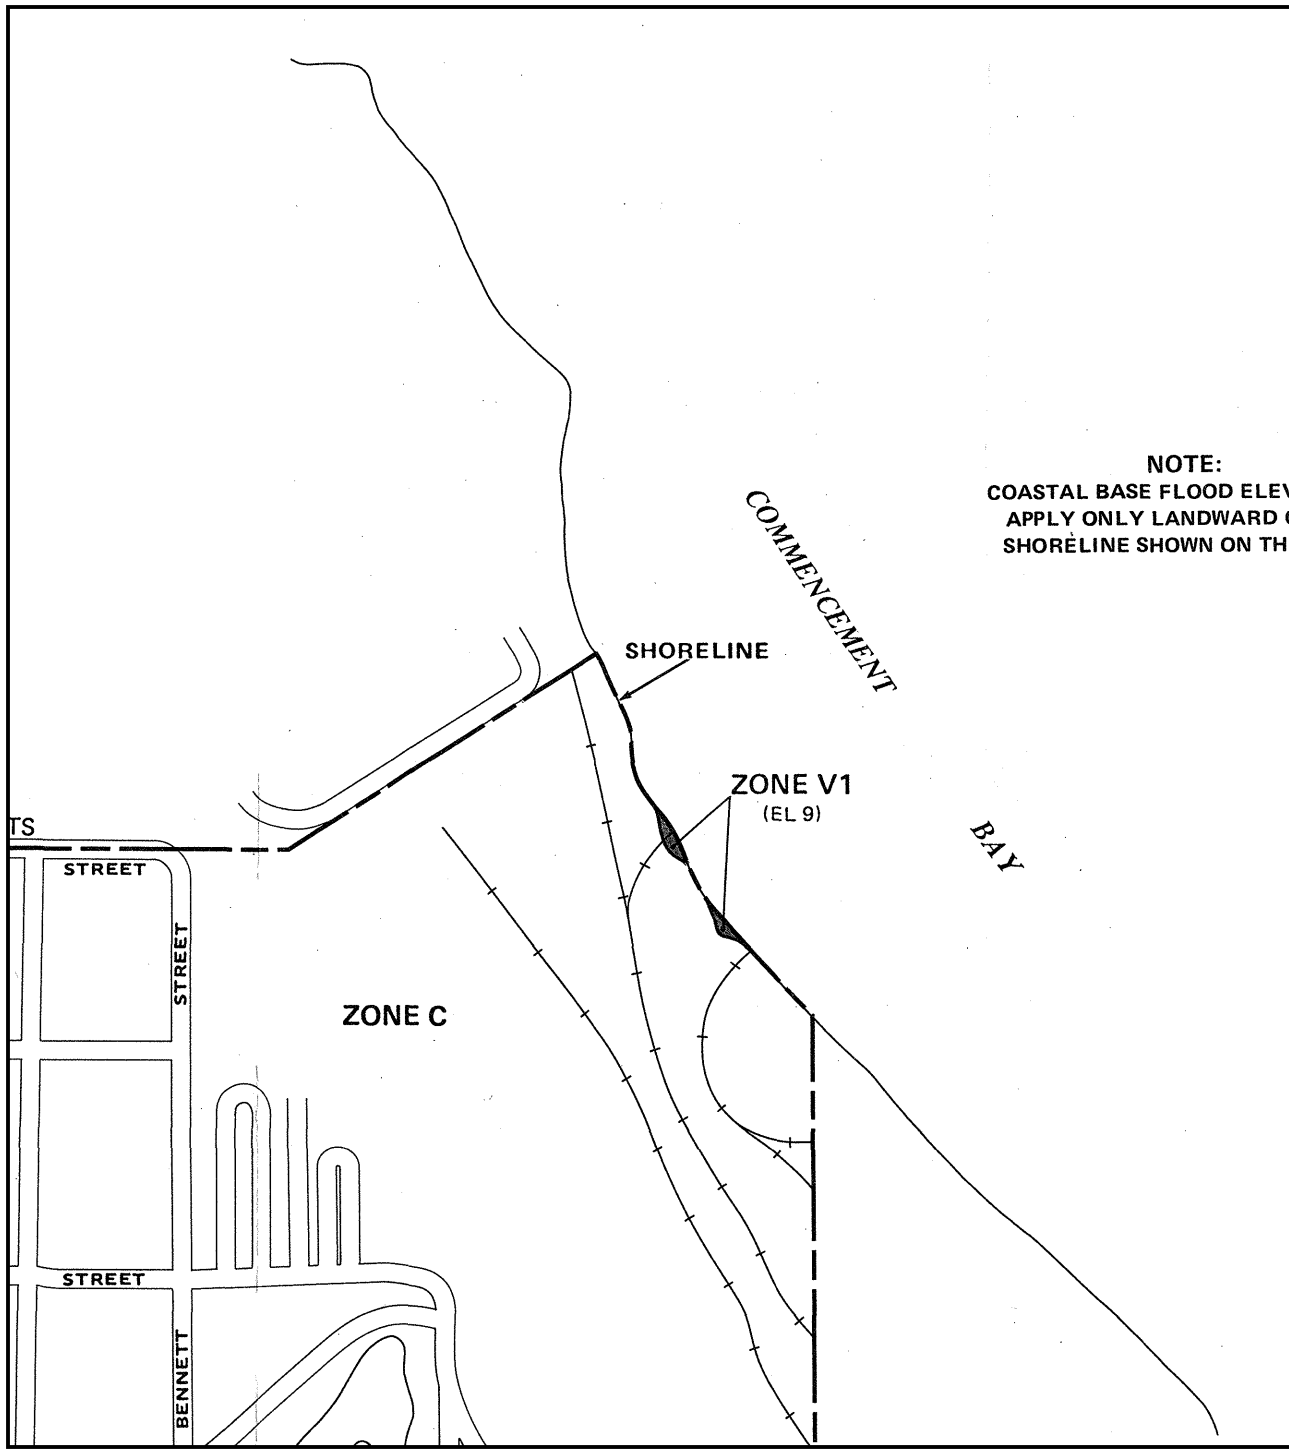 NOTE:
COASTAL BASE FLOOD ELEV
APPLY ONLY LANDWARD
SHORELINE SHOWN ON TH
COMMENCEMENT
SHORELINE
ZONE V1
(EL 9)
BAY
TS
STREET
STREET
ZONE C
STREET
BENNETT